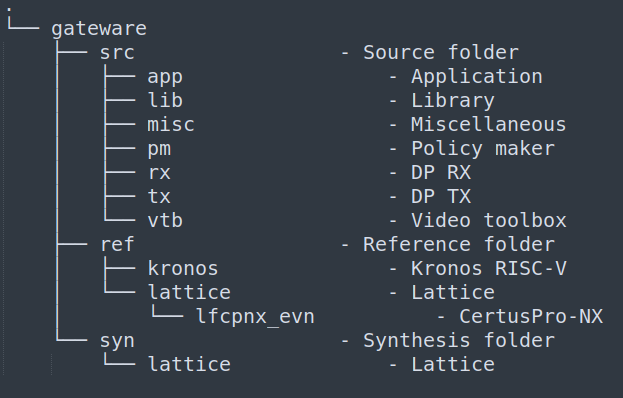 .
└── gateware
    ├── src                 - Source folder
    │   ├── app                 - Application
    │   ├── lib                 - Library
    │   ├── misc                - Miscellaneous
    │   ├── pm                  - Policy maker
    │   ├── rx                  - DP RX
    │   ├── tx                  - DP TX
    │   └── vtb                 - Video toolbox
    ├── ref                 - Reference folder
    │   ├── kronos              - Kronos RISC-V
    │   └── lattice             - Lattice
    │       └── lfcpnx_evn          - CertusPro-NX
    └── syn                 - Synthesis folder
        └── lattice             - Lattice